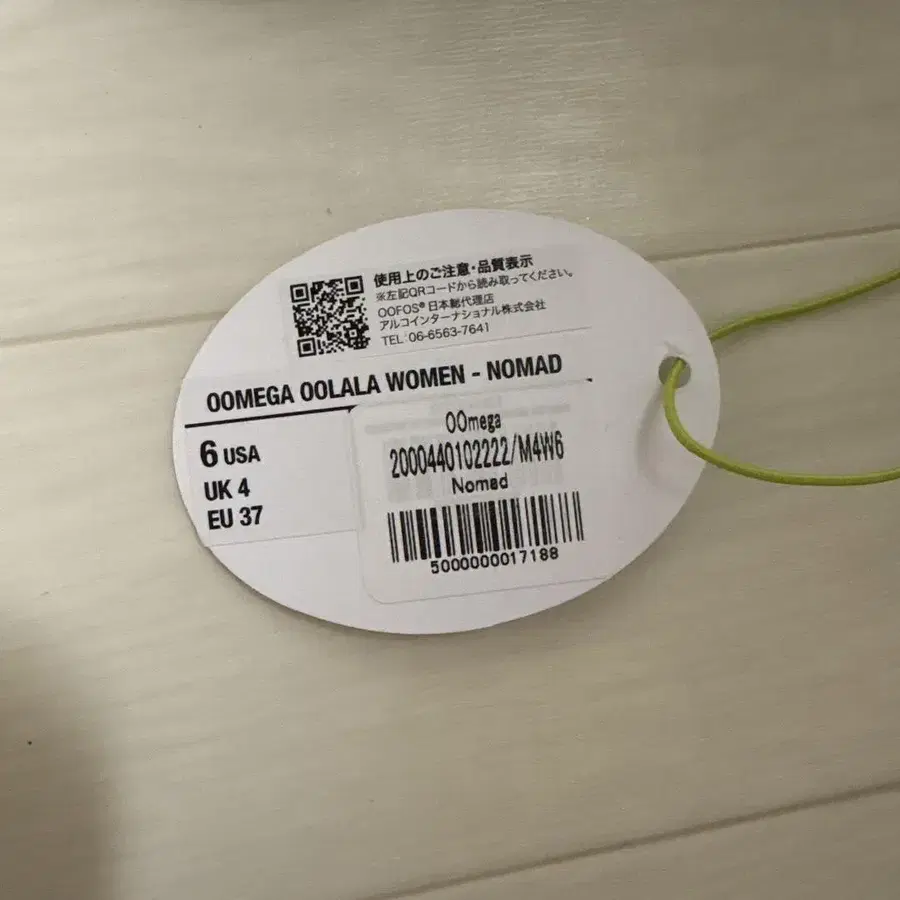 使用上のご注意・品質表示
※左記QRコードから読み取ってください。
OOFOS® 日本総代理店
アルコインターナショナル株式会社
TEL:06-6563-7641
OOMEGA OOLALA WOMEN - NOMAD
6 USA
UK 4
EU 37
OOmega
2000440102222/M4W6
Nomad
5000000017188